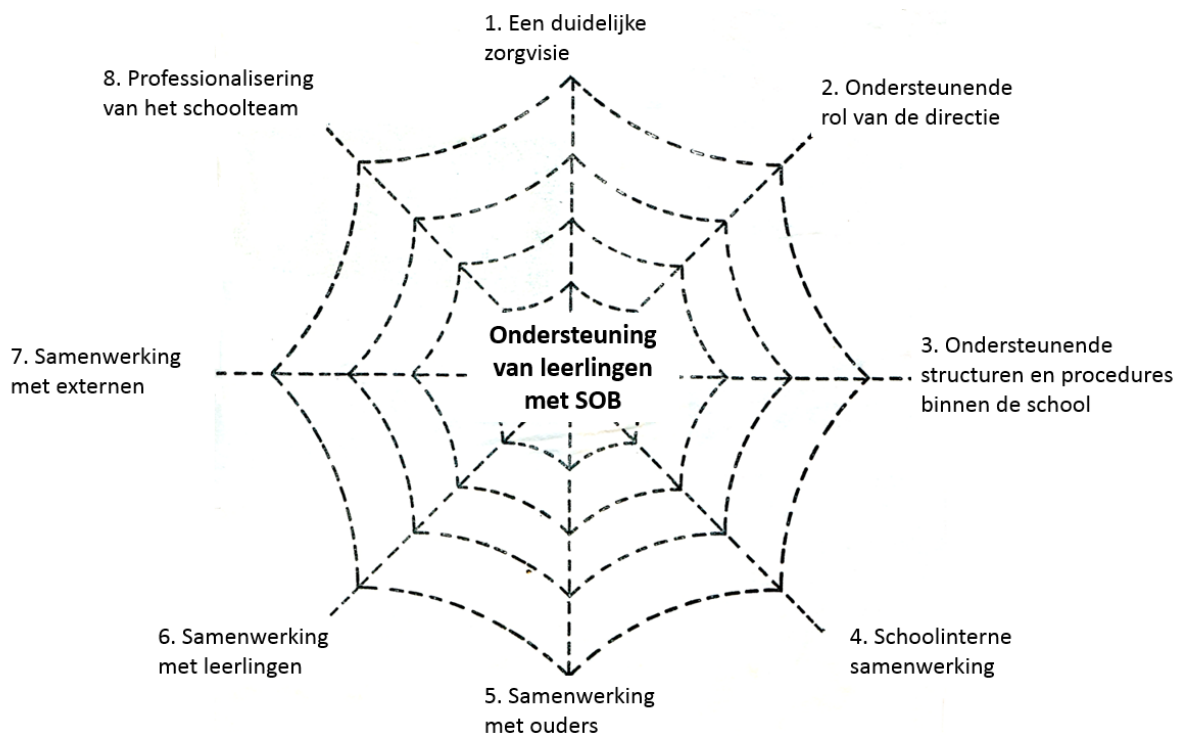 1. Een duidelijke
zorgvisie
2. Ondersteunende
rol van de directie
3. Ondersteunende
structuren en procedures
binnen de school
4. Schoolinterne
samenwerking
5. Samenwerking
met ouders
6. Samenwerking
met leerlingen
7. Samenwerking
met externen
8. Professionalisering
van het schoolteam
Ondersteuning
van leerlingen
met SOB